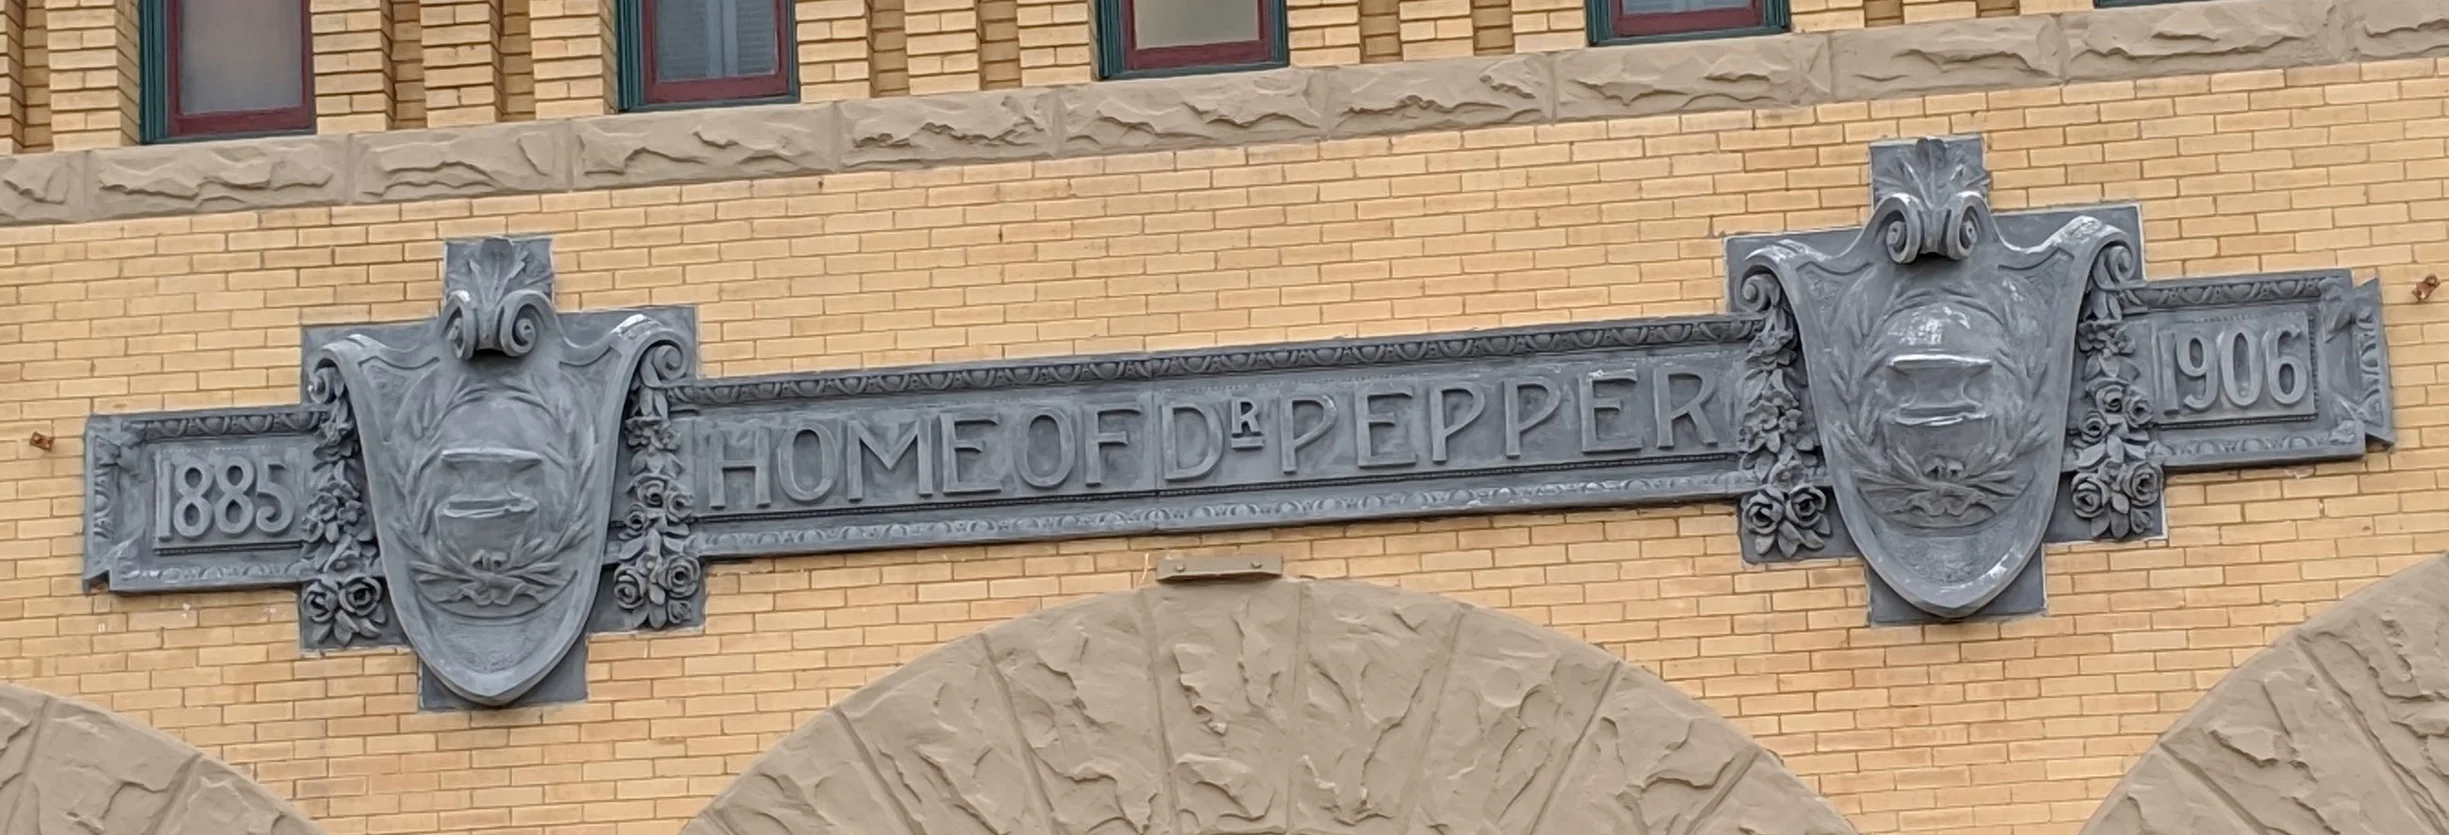 1885 HOME OF DR PEPPER 1906